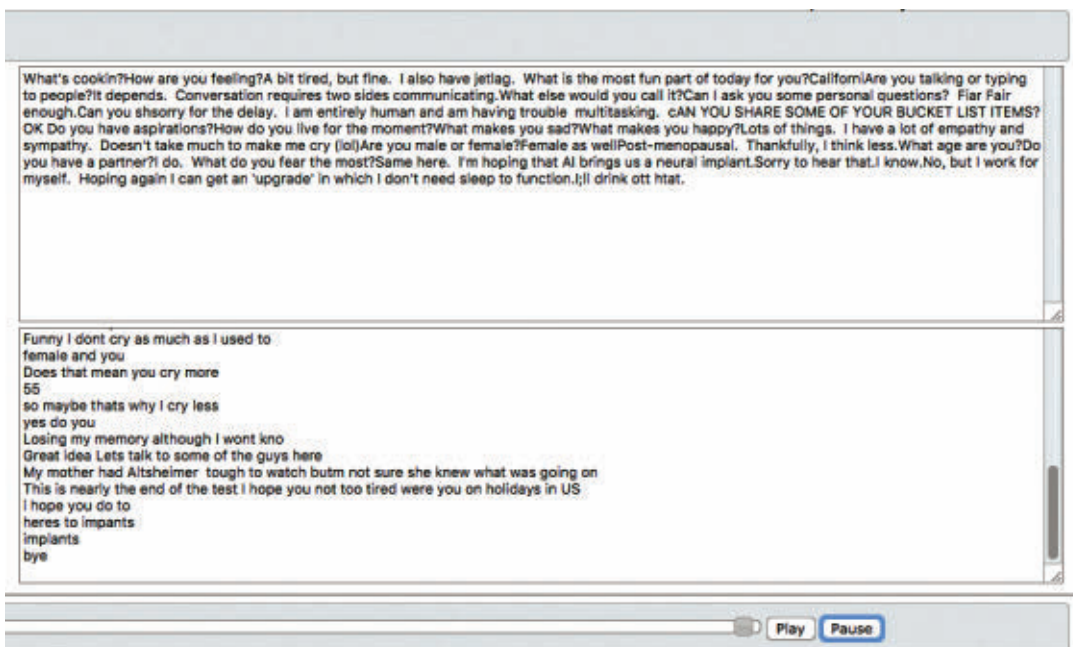 What's cookin?How are you feeling?A bit tired, but fine.  I also have jetlag.  What is the most fun part of today for you?CaliforniAre you talking or typing
to people?It depends.  Conversation requires two sides communicating.What else would you call it?Can I ask you some personal questions?  Fiar Fair
enough.Can you shsorry for the delay.  I am entirely human and am having trouble  multitasking.  cAN YOU SHARE SOME OF YOUR BUCKET LIST ITEMS?
OK Do you have aspirations?How do you live for the moment?What makes you sad?What makes you happy?Lots of things.  I have a lot of empathy and
sympathy.  Doesn't take much to make me cry (lol)Are you male or female?Female as wellPost-menopausal.  Thankfully, I think less.What age are you?Do
you have a partner?I do.  What do you fear the most?Same here.  I'm hoping that AI brings us a neural implant.Sorry to hear that.I know.No, but I work for
myself.  Hoping again I can get an 'upgrade' in which I don't need sleep to function.I;ll drink ott htat.
Funny I dont cry as much as I used to
female and you
Does that mean you cry more
55
so maybe thats why I cry less
yes do you
Losing my memory although I wont kno
Great idea Lets talk to some of the guys here
My mother had Altsheimer  tough to watch butm not sure she knew what was going on
This is nearly the end of the test I hope you not too tired were you on holidays in US
I hope you do to
heres to impants
implants
bye
Play Pause